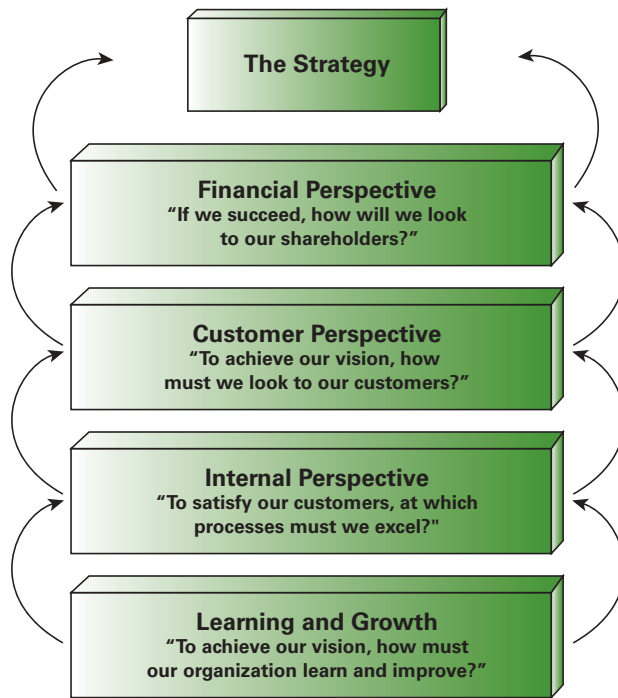 The Strategy
Financial Perspective
“If we succeed, how will we look
to our shareholders?”
Customer Perspective
“To achieve our vision, how
must we look to our customers?”
Internal Perspective
“To satisfy our customers, at which
processes must we excel?"
Learning and Growth
“To achieve our vision, how must
our organization learn and improve?”